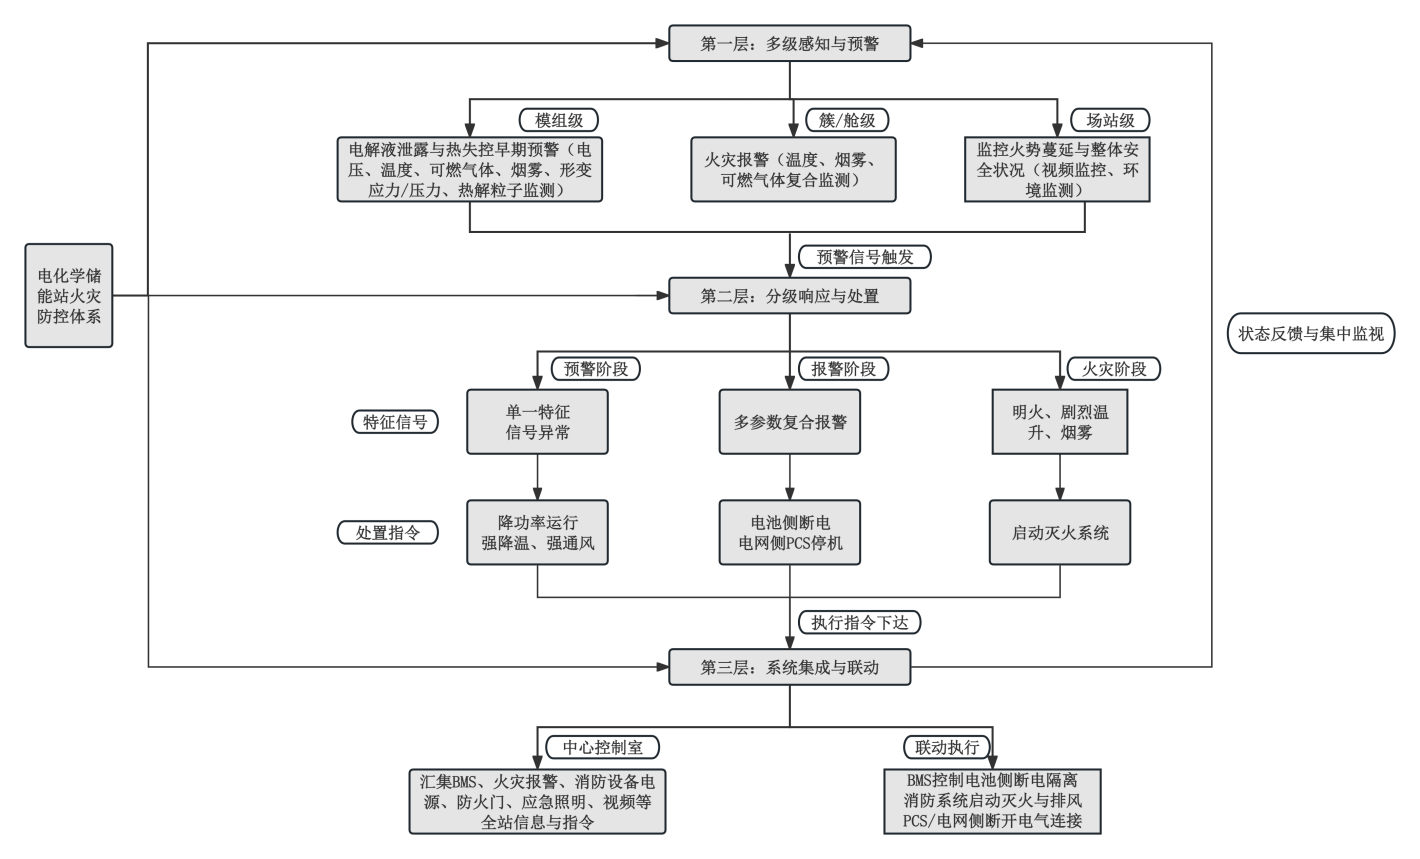 第一层：多级感知与预警
模组级
簇/舱级
场站级
电解液泄露与热失控早期预警（电
压、温度、可燃气体、烟雾、形变
应力/压力、热解粒子监测）
火灾报警（温度、烟雾、
可燃气体复合监测）
监控火势蔓延与整体安
全状况（视频监控、环
境监测）
预警信号触发
电化学储
能站火灾
防控体系
第二层：分级响应与处置
状态反馈与集中监视
预警阶段
报警阶段
火灾阶段
特征信号
单一特征
信号异常
多参数复合报警
明火、剧烈温
升、烟雾
处置指令
降功率运行
强降温、强通风
电池侧断电
电网侧PCS停机
启动灭火系统
执行指令下达
第三层：系统集成与联动
中心控制室
联动执行
汇集BMS、火灾报警、消防设备电
源、防火门、应急照明、视频等
全站信息与指令
BMS控制电池侧断电隔离
消防系统启动灭火与排风
PCS/电网侧断开电气连接